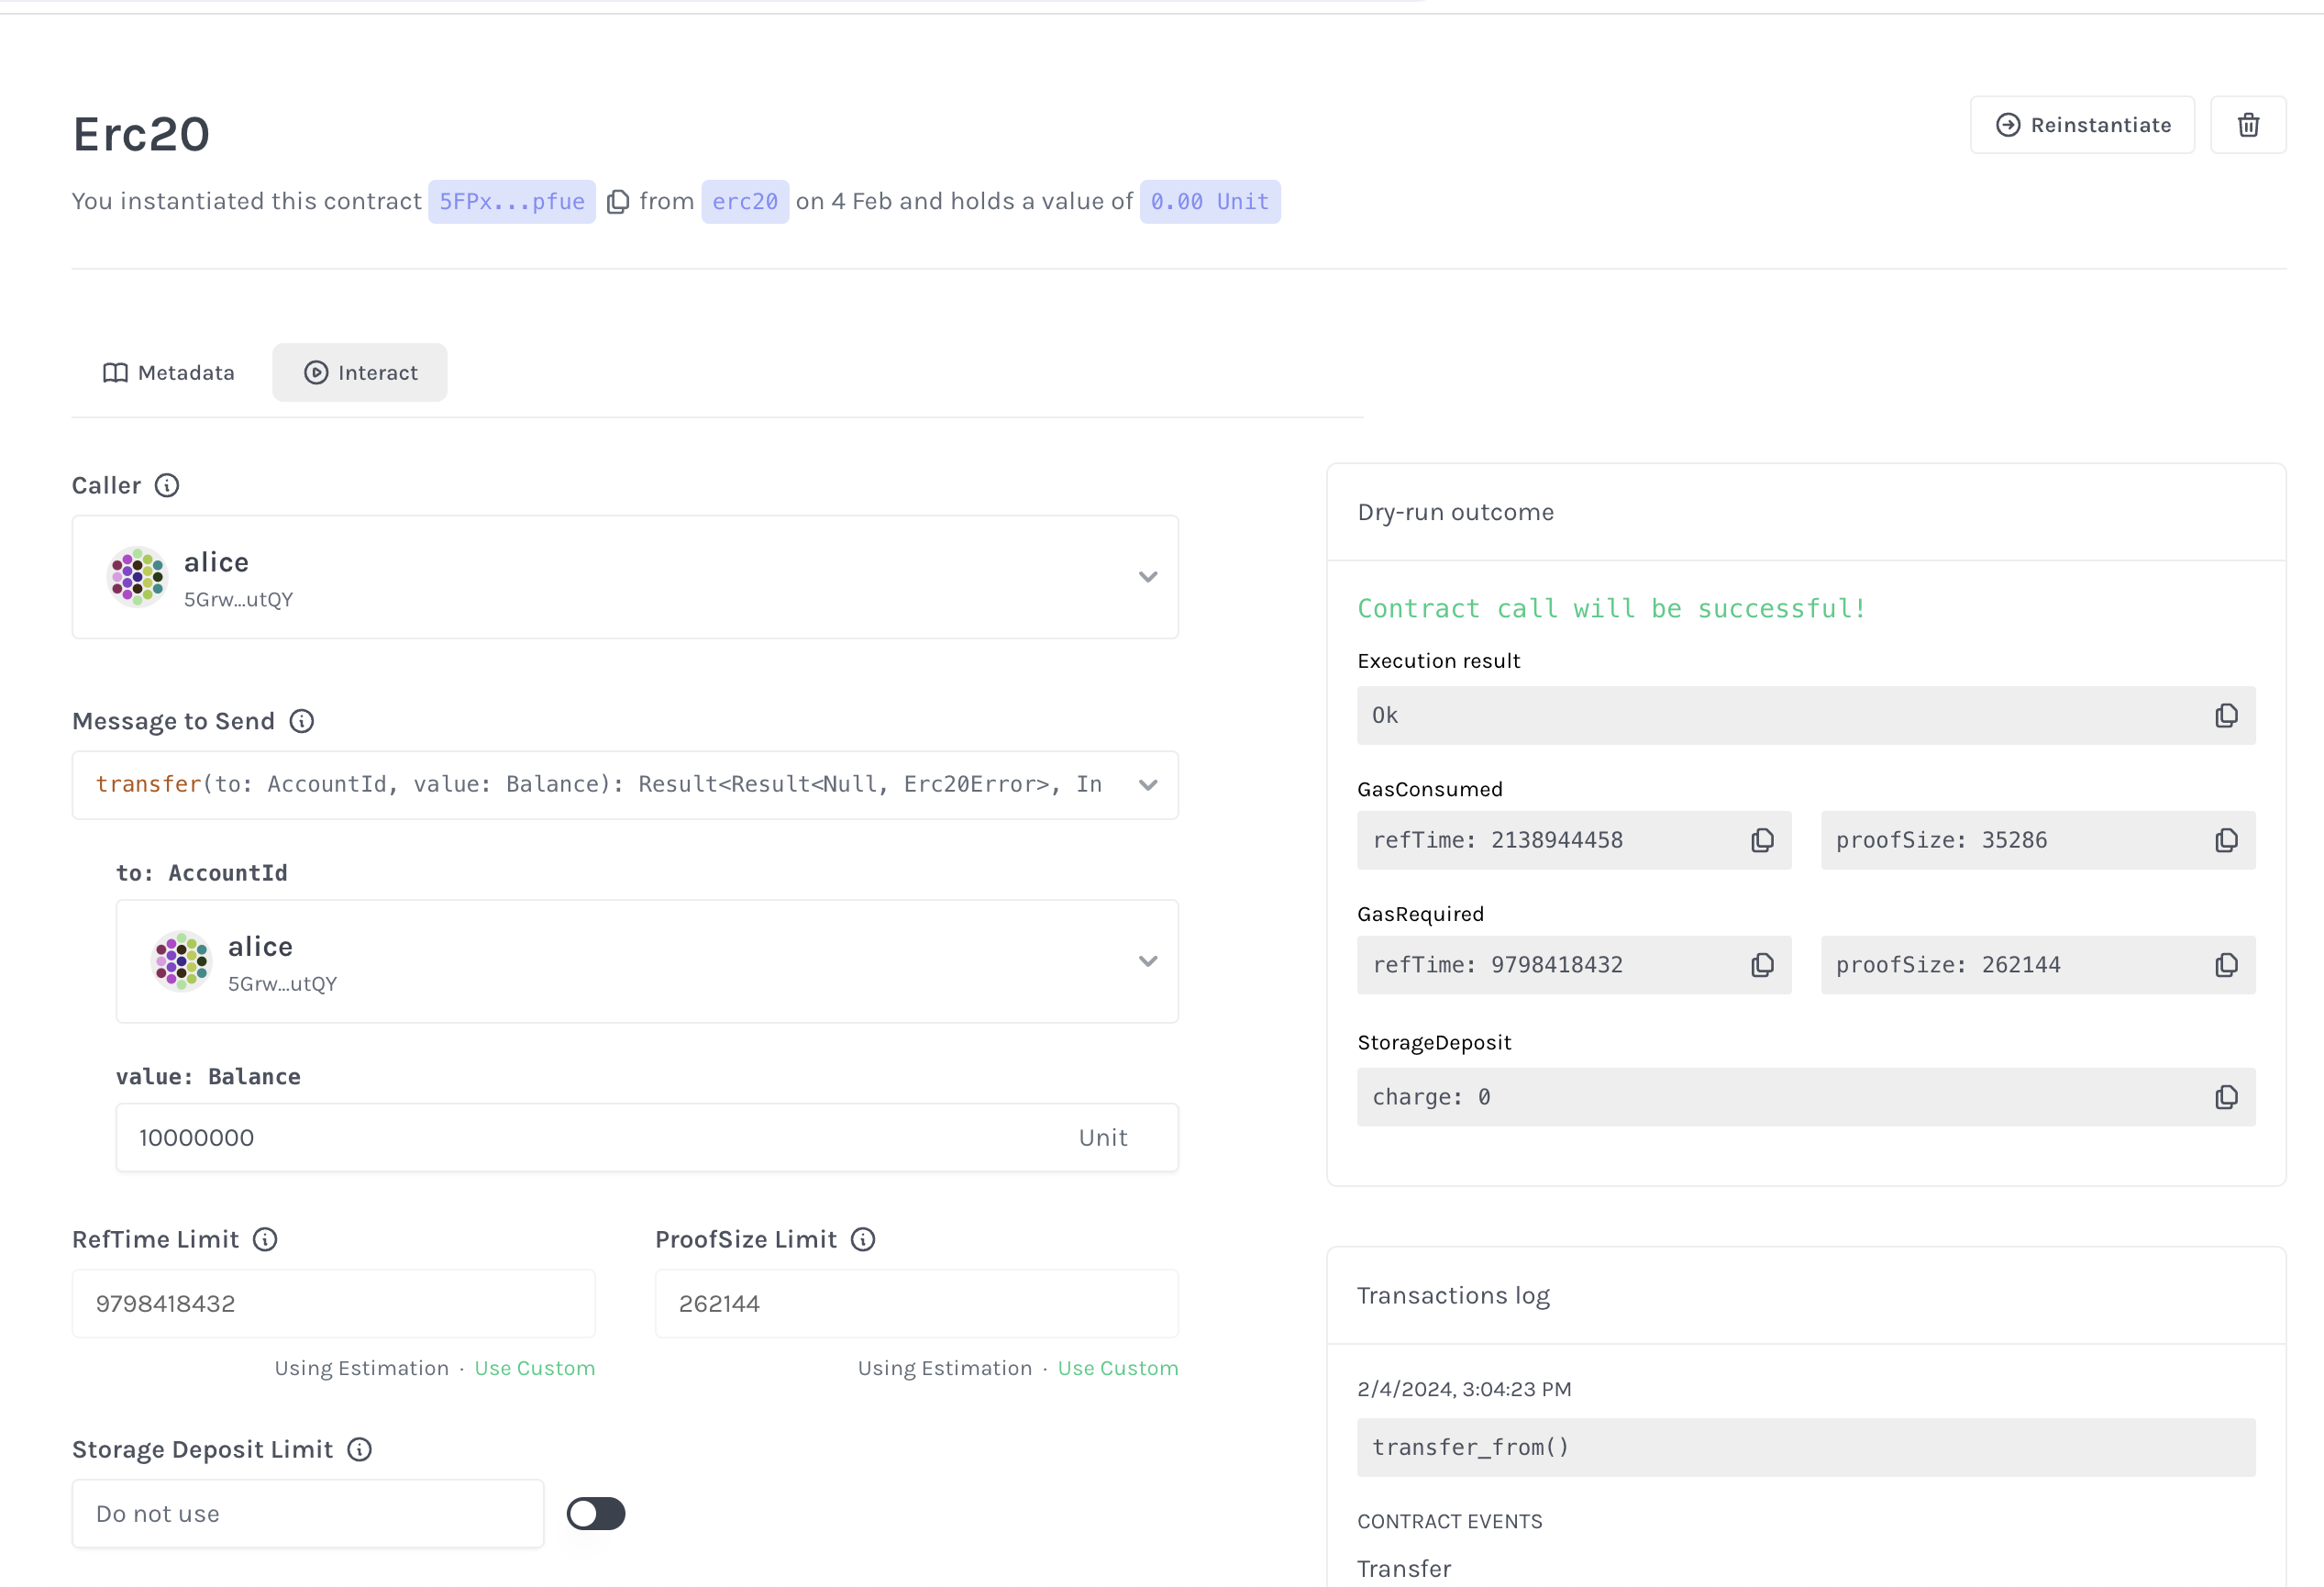 Erc20
Reinstantiate
You instantiated this contract 5FPx...pfue from erc20 on 4 Feb and holds a value of 0.00 Unit
Metadata
Interact
Caller
alice
5Grw...utQY
Message to Send
transfer(to: AccountId, value: Balance): Result<Result<Null, Erc20Error>, In
to: AccountId
alice
5Grw...utQY
value: Balance
10000000
Unit
RefTime Limit
9798418432
Using Estimation · Use Custom
ProofSize Limit
262144
Using Estimation · Use Custom
Storage Deposit Limit
Do not use
Dry-run outcome
Contract call will be successful!
Execution result
Ok
GasConsumed
refTime: 2138944458
proofSize: 35286
GasRequired
refTime: 9798418432
proofSize: 262144
StorageDeposit
charge: 0
Transactions log
2/4/2024, 3:04:23 PM
transfer_from()
CONTRACT EVENTS
Transfer